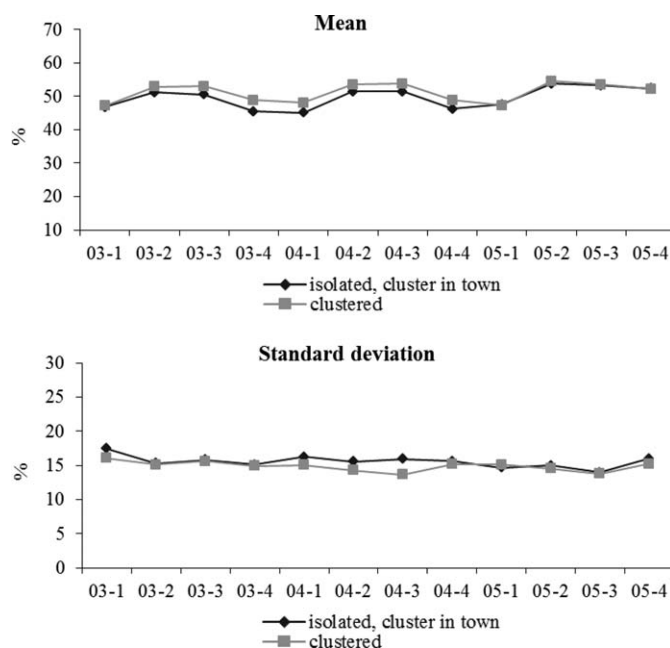 Mean
70
60
50
40
30
20
10
%
03-1 03-2 03-3 03-4 04-1 04-2 04-3 04-4 05-1 05-2 05-3 05-4
isolated, cluster in town
clustered
Standard deviation
30
25
20
15
10
5
0
%
03-1 03-2 03-3 03-4 04-1 04-2 04-3 04-4 05-1 05-2 05-3 05-4
isolated, cluster in town
clustered